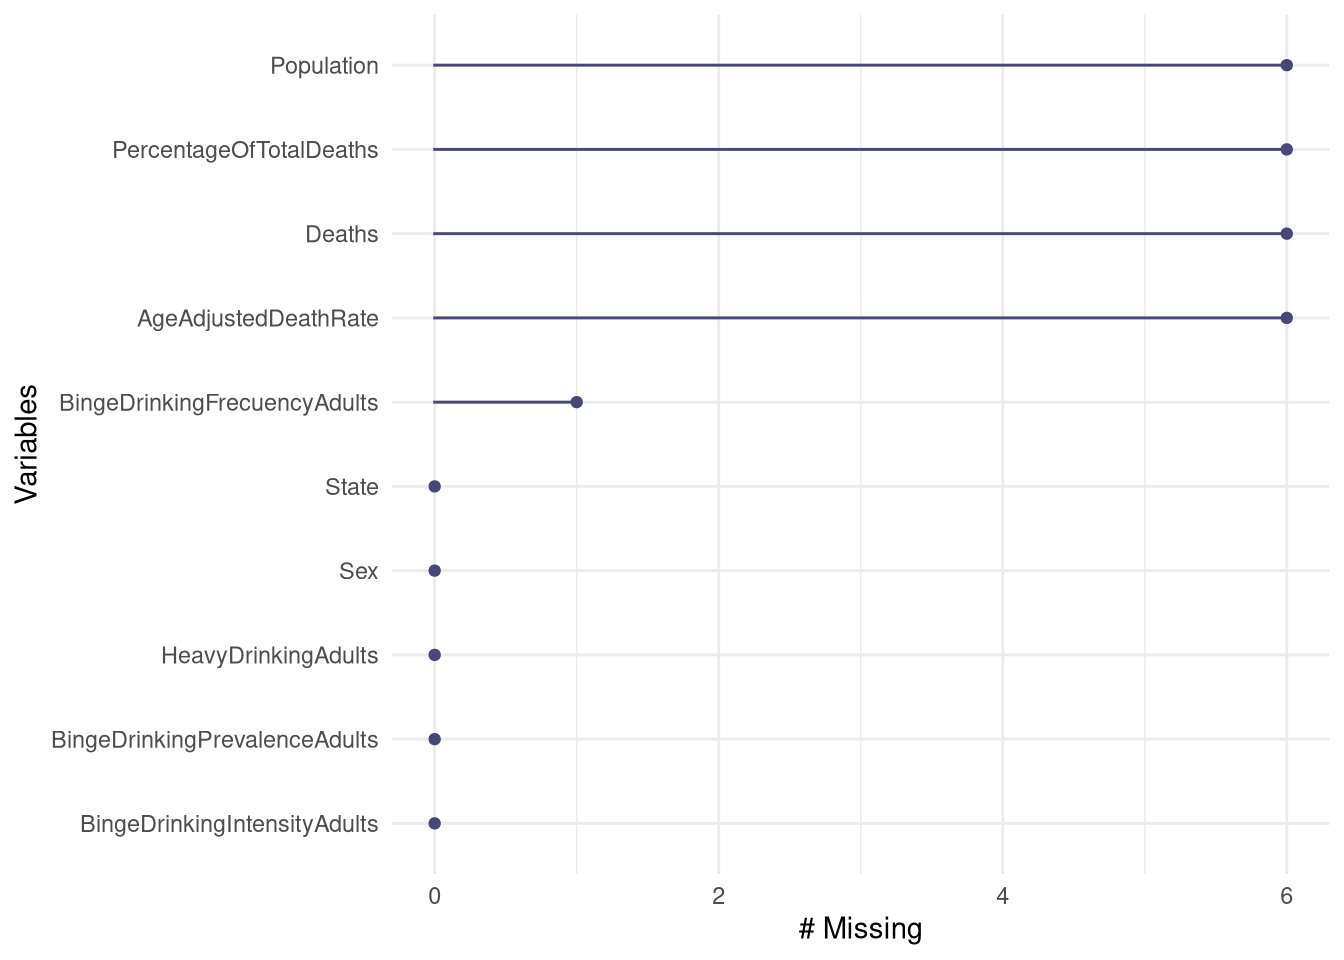 Population
PercentageOfTotalDeaths
Deaths
AgeAdjustedDeathRate
BingeDrinkingFrecuencyAdults
State
Sex
HeavyDrinkingAdults
BingeDrinkingPrevalenceAdults
BingeDrinkingIntensityAdults
Variables
0 2 4 6
# Missing